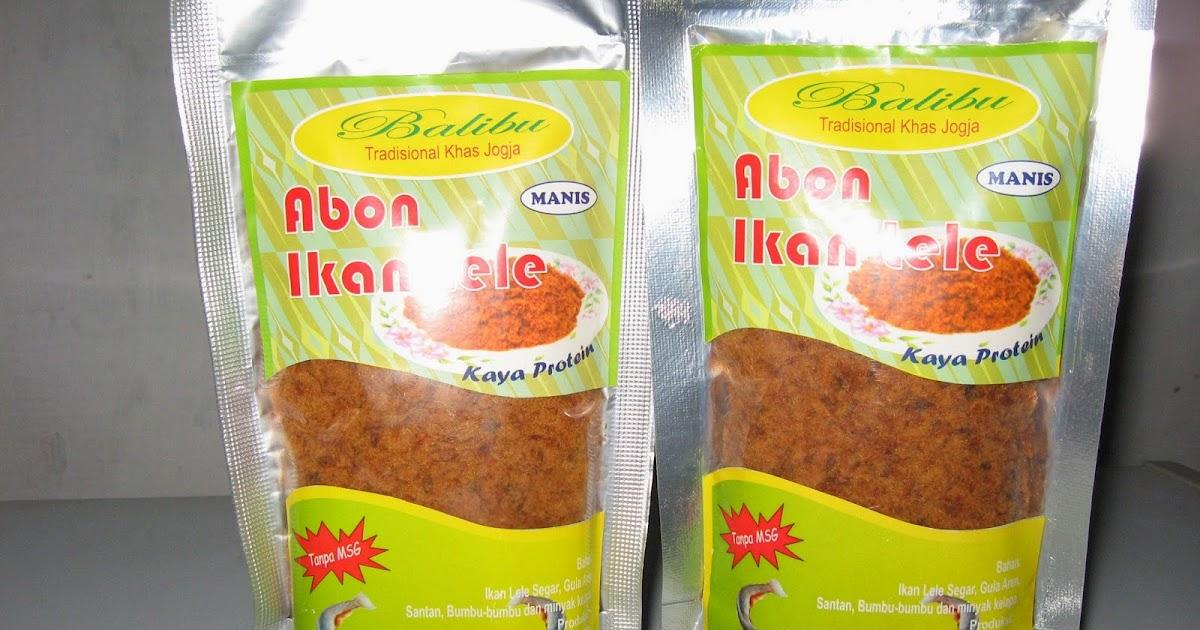 Balibu
Tradisional Khas Jogja
MANIS
Abon
Ikan Lele
Kaya Protein
Tanpa MSG
Ikan Lele Segar, Gula
Santan, Bumbu-bumbu dan minyak
Balibu
Tradisional Khas Jogja
MANIS
Abon
Ikan Lele
Kaya Protein
Tanpa MSG
Bahan:
Ikan Lele Segar, Gula Aren,
Santan, Bumbu-bumbu dan minyak kelapa
Produksi